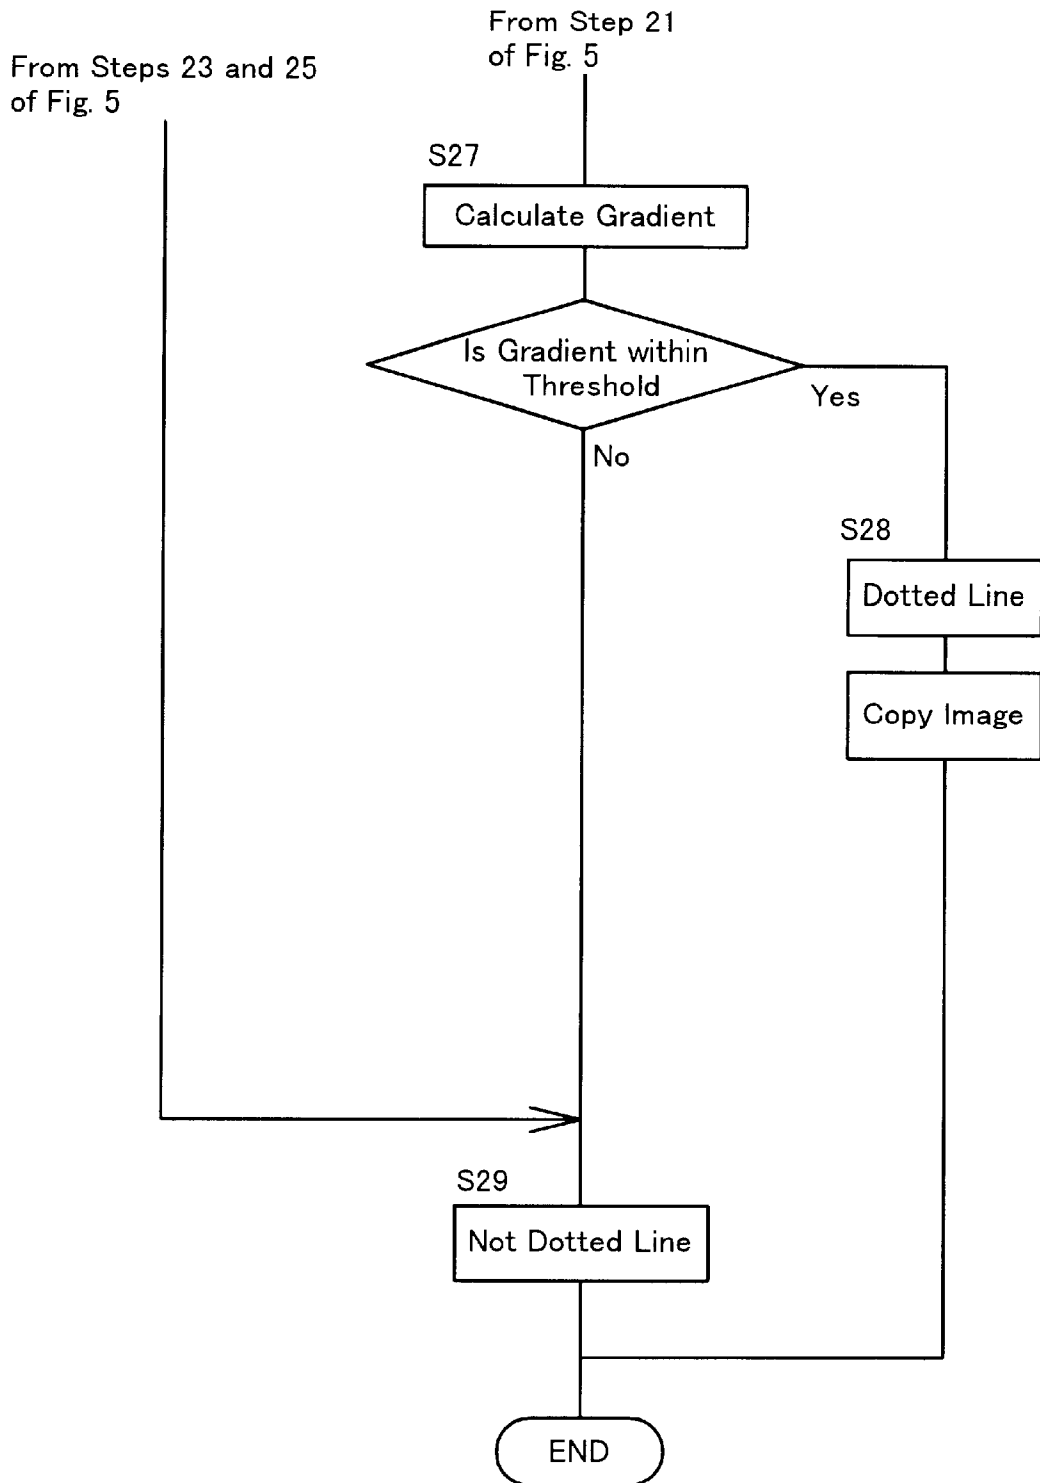 From Step 21
of Fig. 5
From Steps 23 and 25
of Fig. 5
S27
Calculate Gradient
Is Gradient within
Threshold
Yes
No
S28
Dotted Line
Copy Image
S29
Not Dotted Line
END